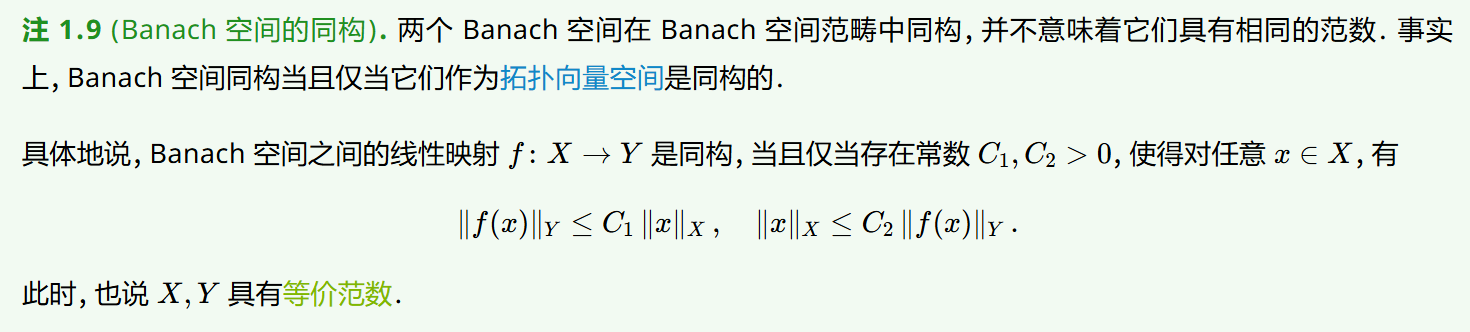 注 1.9 (Banach 空间的同构). 两个 Banach 空间在 Banach 空间范畴中同构, 并不意味着它们具有相同的范数. 事实
上, Banach 空间同构当且仅当它们作为拓扑向量空间是同构的.
具体地说, Banach 空间之间的线性映射 f: X → Y 是同构, 当且仅当存在常数 C₁, C₂ > 0, 使得对任意 x ∈ X, 有
‖f(x)‖_Y ≤ C₁ ‖x‖_X , ‖x‖_X ≤ C₂ ‖f(x)‖_Y .
此时, 也说 X, Y 具有等价范数.